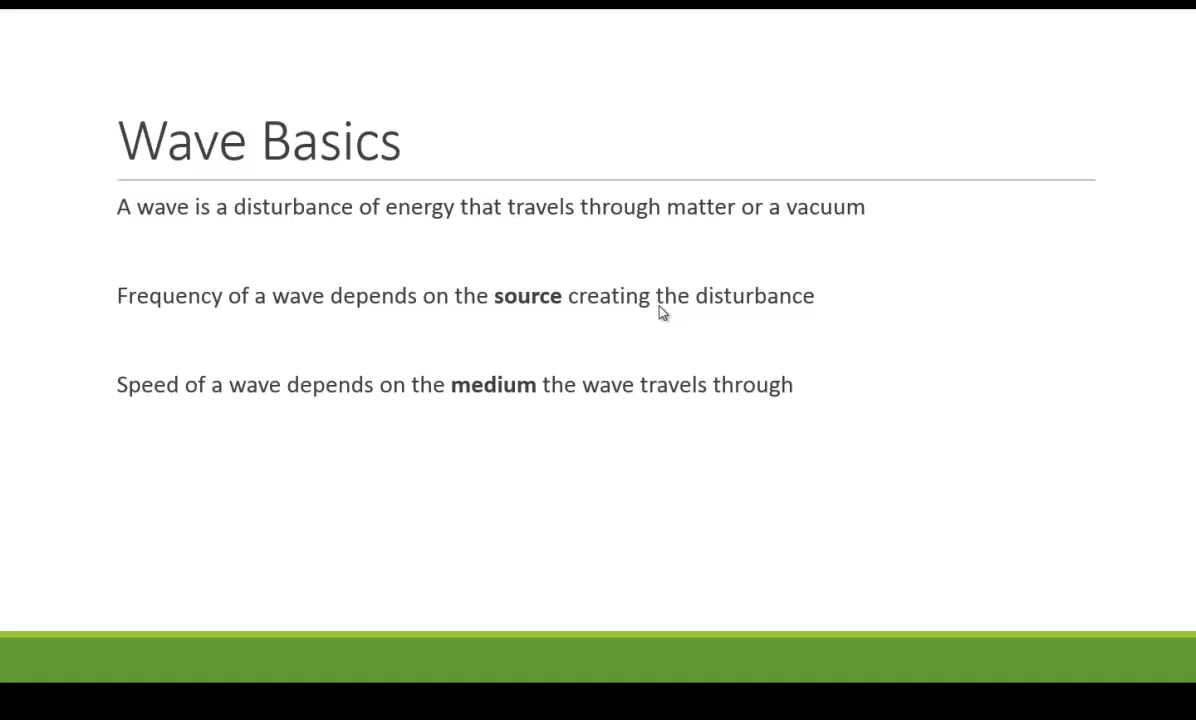 Wave Basics
A wave is a disturbance of energy that travels through matter or a vacuum
Frequency of a wave depends on the source creating the disturbance
Speed of a wave depends on the medium the wave travels through